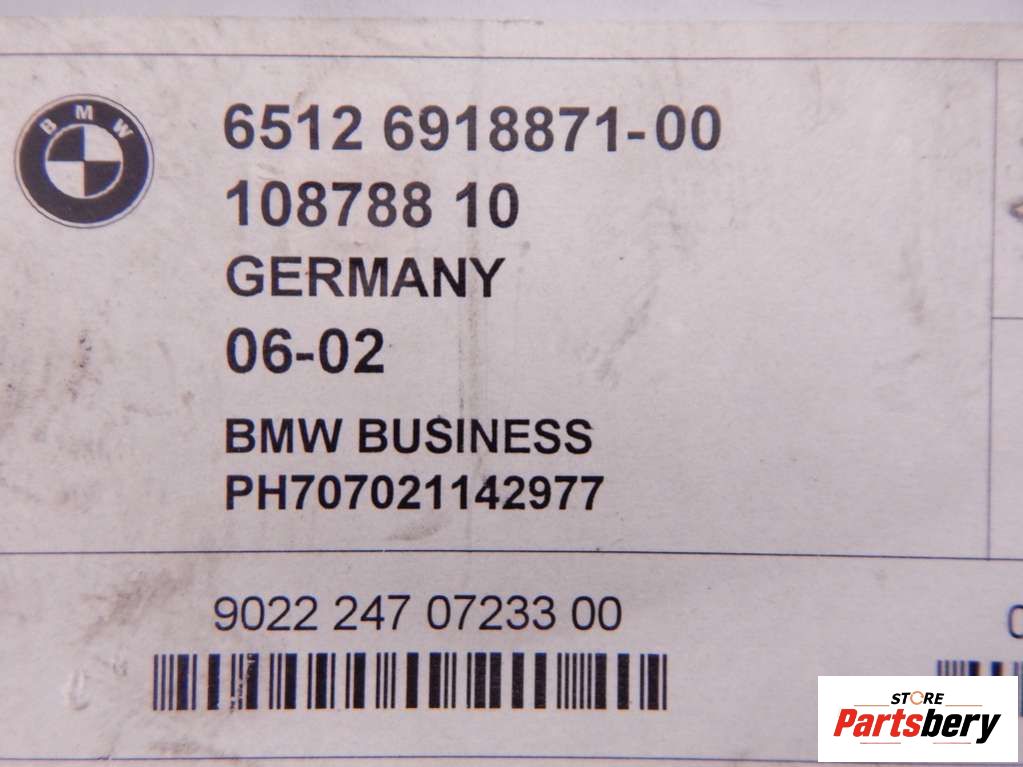 BMW
6512 6918871-00
108788 10
GERMANY
06-02
BMW BUSINESS
PH707021142977
9022 247 07233 00
STORE
Partsbery